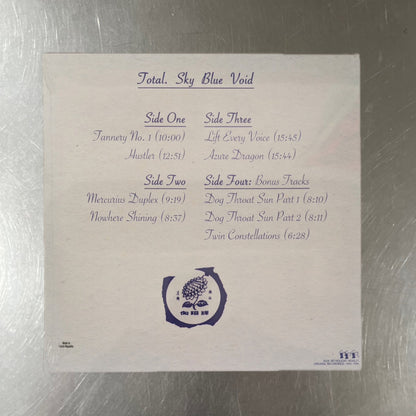 Total. Sky Blue Void
Side One
Tannery No. 1 (10:00)
Hustler (12:51)
Side Three
Lift Every Voice (15:45)
Azure Dragon (15:44)
Side Two
Mercurius Duplex (9:19)
Nowhere Shining (8:37)
Side Four: Bonus Tracks
Dog Throat Sun Part 1 (8:10)
Dog Throat Sun Part 2 (8:11)
Twin Constellations (6:28)